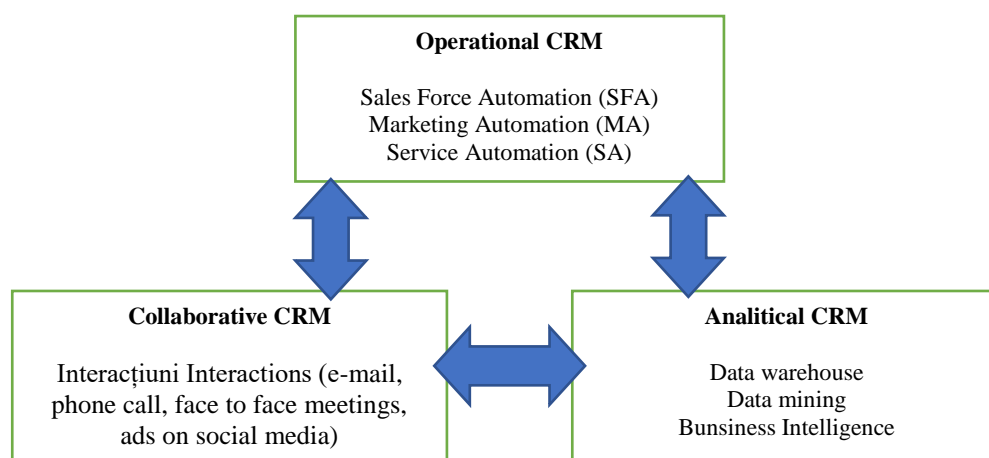 Operational CRM
Sales Force Automation (SFA)
Marketing Automation (MA)
Service Automation (SA)
Collaborative CRM
Interacțiuni Interactions (e-mail,
phone call, face to face meetings,
ads on social media)
Analitical CRM
Data warehouse
Data mining
Bunsiness Intelligence